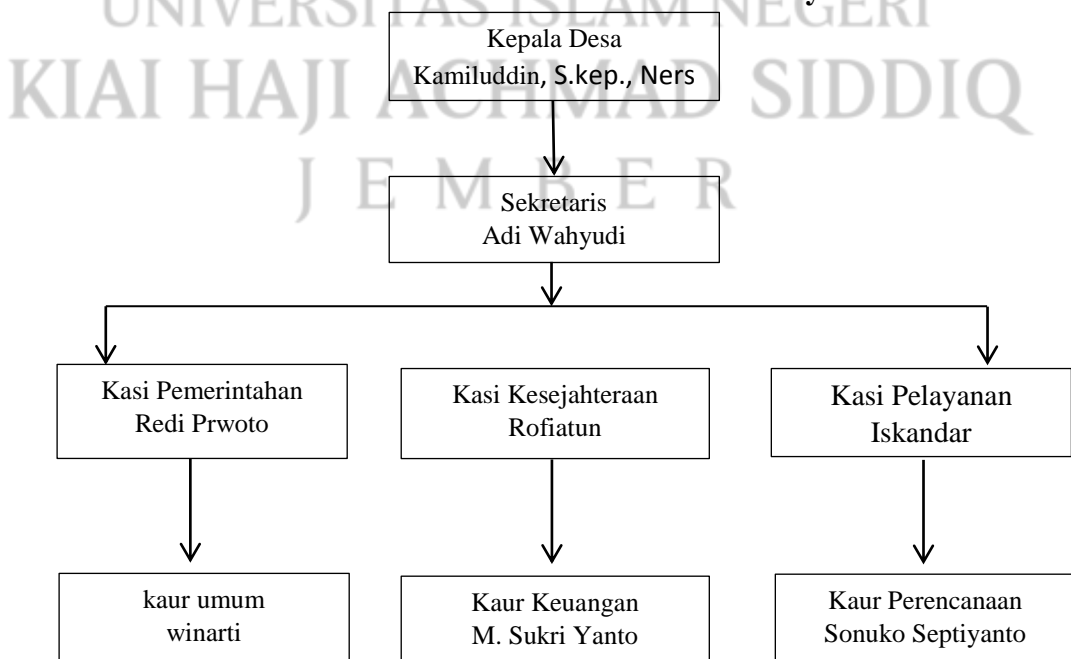 UNIVERSITAS ISLAM NEGERI
KIAI HAJI ACHMAD SIDDIQ
JEMBER
Kepala Desa
Kamiluddin, S.kep., Ners
Sekretaris
Adi Wahyudi
Kasi Pemerintahan
Redi Prwoto
Kasi Kesejahteraan
Rofiatun
Kasi Pelayanan
Iskandar
kaur umum
winarti
Kaur Keuangan
M. Sukri Yanto
Kaur Perencanaan
Sonuko Septiyanto